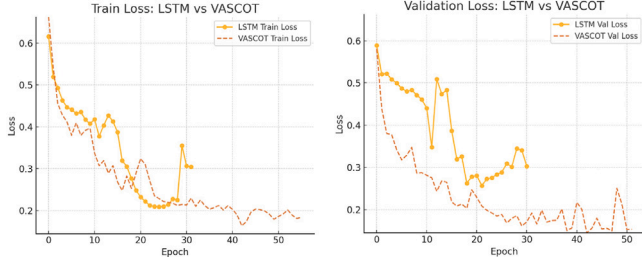 Train Loss: LSTM vs VASCOT
LSTM Train Loss
VASCOT Train Loss
0.6
0.5
0.4
0.3
0.2
Loss
0
10
20
30
40
50
Epoch
Validation Loss: LSTM vs VASCOT
LSTM Val Loss
VASCOT Val Loss
0.6
0.5
0.4
0.3
0.2
Loss
0
10
20
30
40
50
Epoch